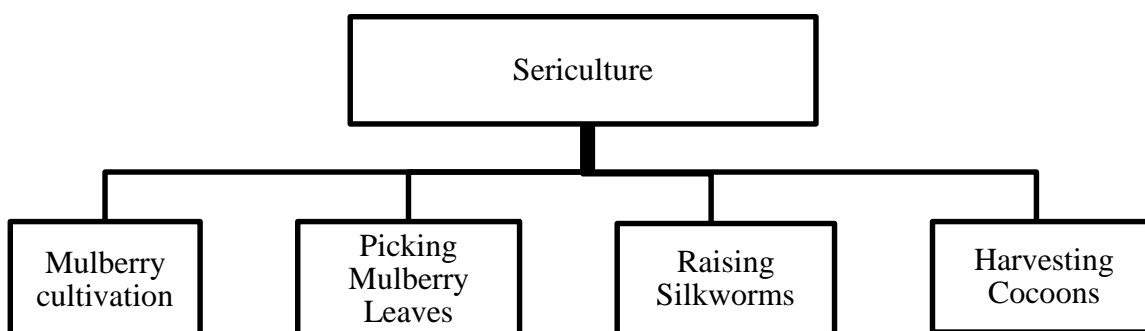 Sericulture
Mulberry
cultivation
Picking
Mulberry
Leaves
Raising
Silkworms
Harvesting
Cocoons